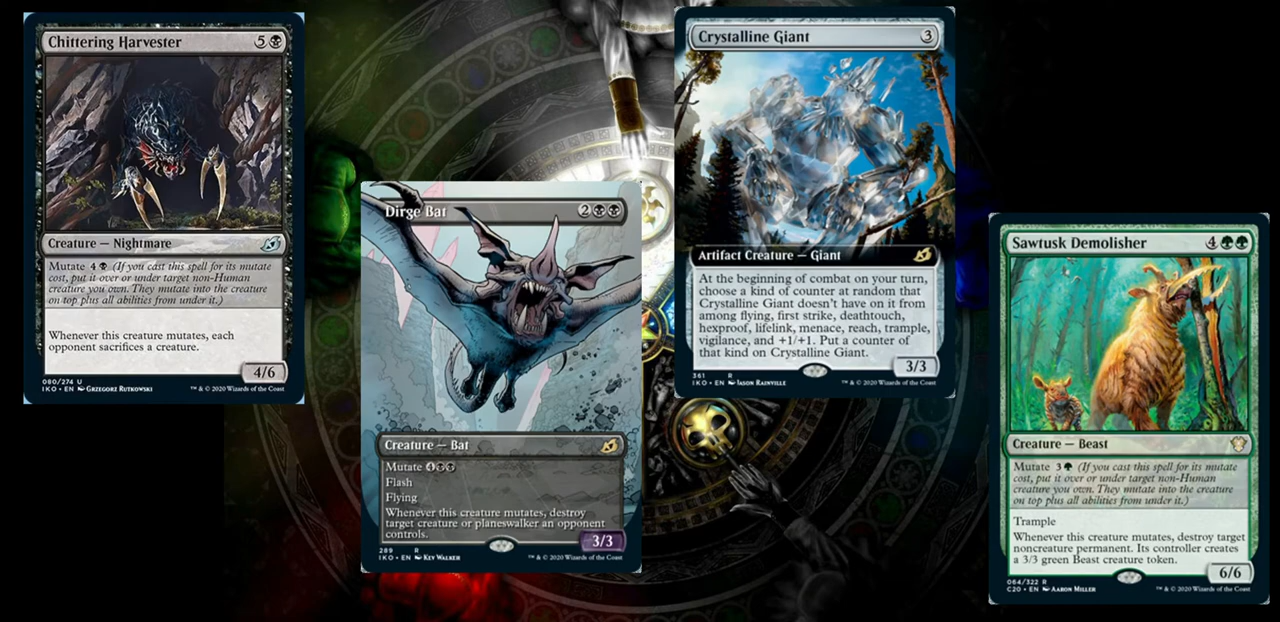 Chittering Harvester 5
Creature — Nightmare
Mutate 4 (If you cast this spell for its mutate
cost, put it over or under target non-Human
creature you own. They mutate into the creature
on top plus all abilities from under it.)
Whenever this creature mutates, each
opponent sacrifices a creature.
4/6
080/274 U
IKO • EN Grzegorz Rutkowski ™ & © 2020 Wizards of the Coast
Dirge Bat 2
Creature — Bat
Mutate 4
Flash
Flying
Whenever this creature mutates, destroy
target creature or planeswalker an opponent
controls.
3/3
289 R
IKO • EN Kev Walker ™ & © 2020 Wizards of the Coast
Crystalline Giant 3
Artifact Creature — Giant
At the beginning of combat on your turn,
choose a kind of counter at random that
Crystalline Giant doesn't have on it from
among flying, first strike, deathtouch,
hexproof, lifelink, menace, reach, trample,
vigilance, and +1/+1. Put a counter of
that kind on Crystalline Giant.
3/3
361 R
IKO • EN Jason Rainville ™ & © 2020 Wizards of the Coast
Sawtusk Demolisher 4
Creature — Beast
Mutate 3 (If you cast this spell for its mutate
cost, put it over or under target non-Human
creature you own. They mutate into the creature
on top plus all abilities from under it.)
Trample
Whenever this creature mutates, destroy target
noncreature permanent. Its controller creates
a 3/3 green Beast creature token.
6/6
064/322 R
C20 • EN Aaron Miller ™ & © 2020 Wizards of the Coast